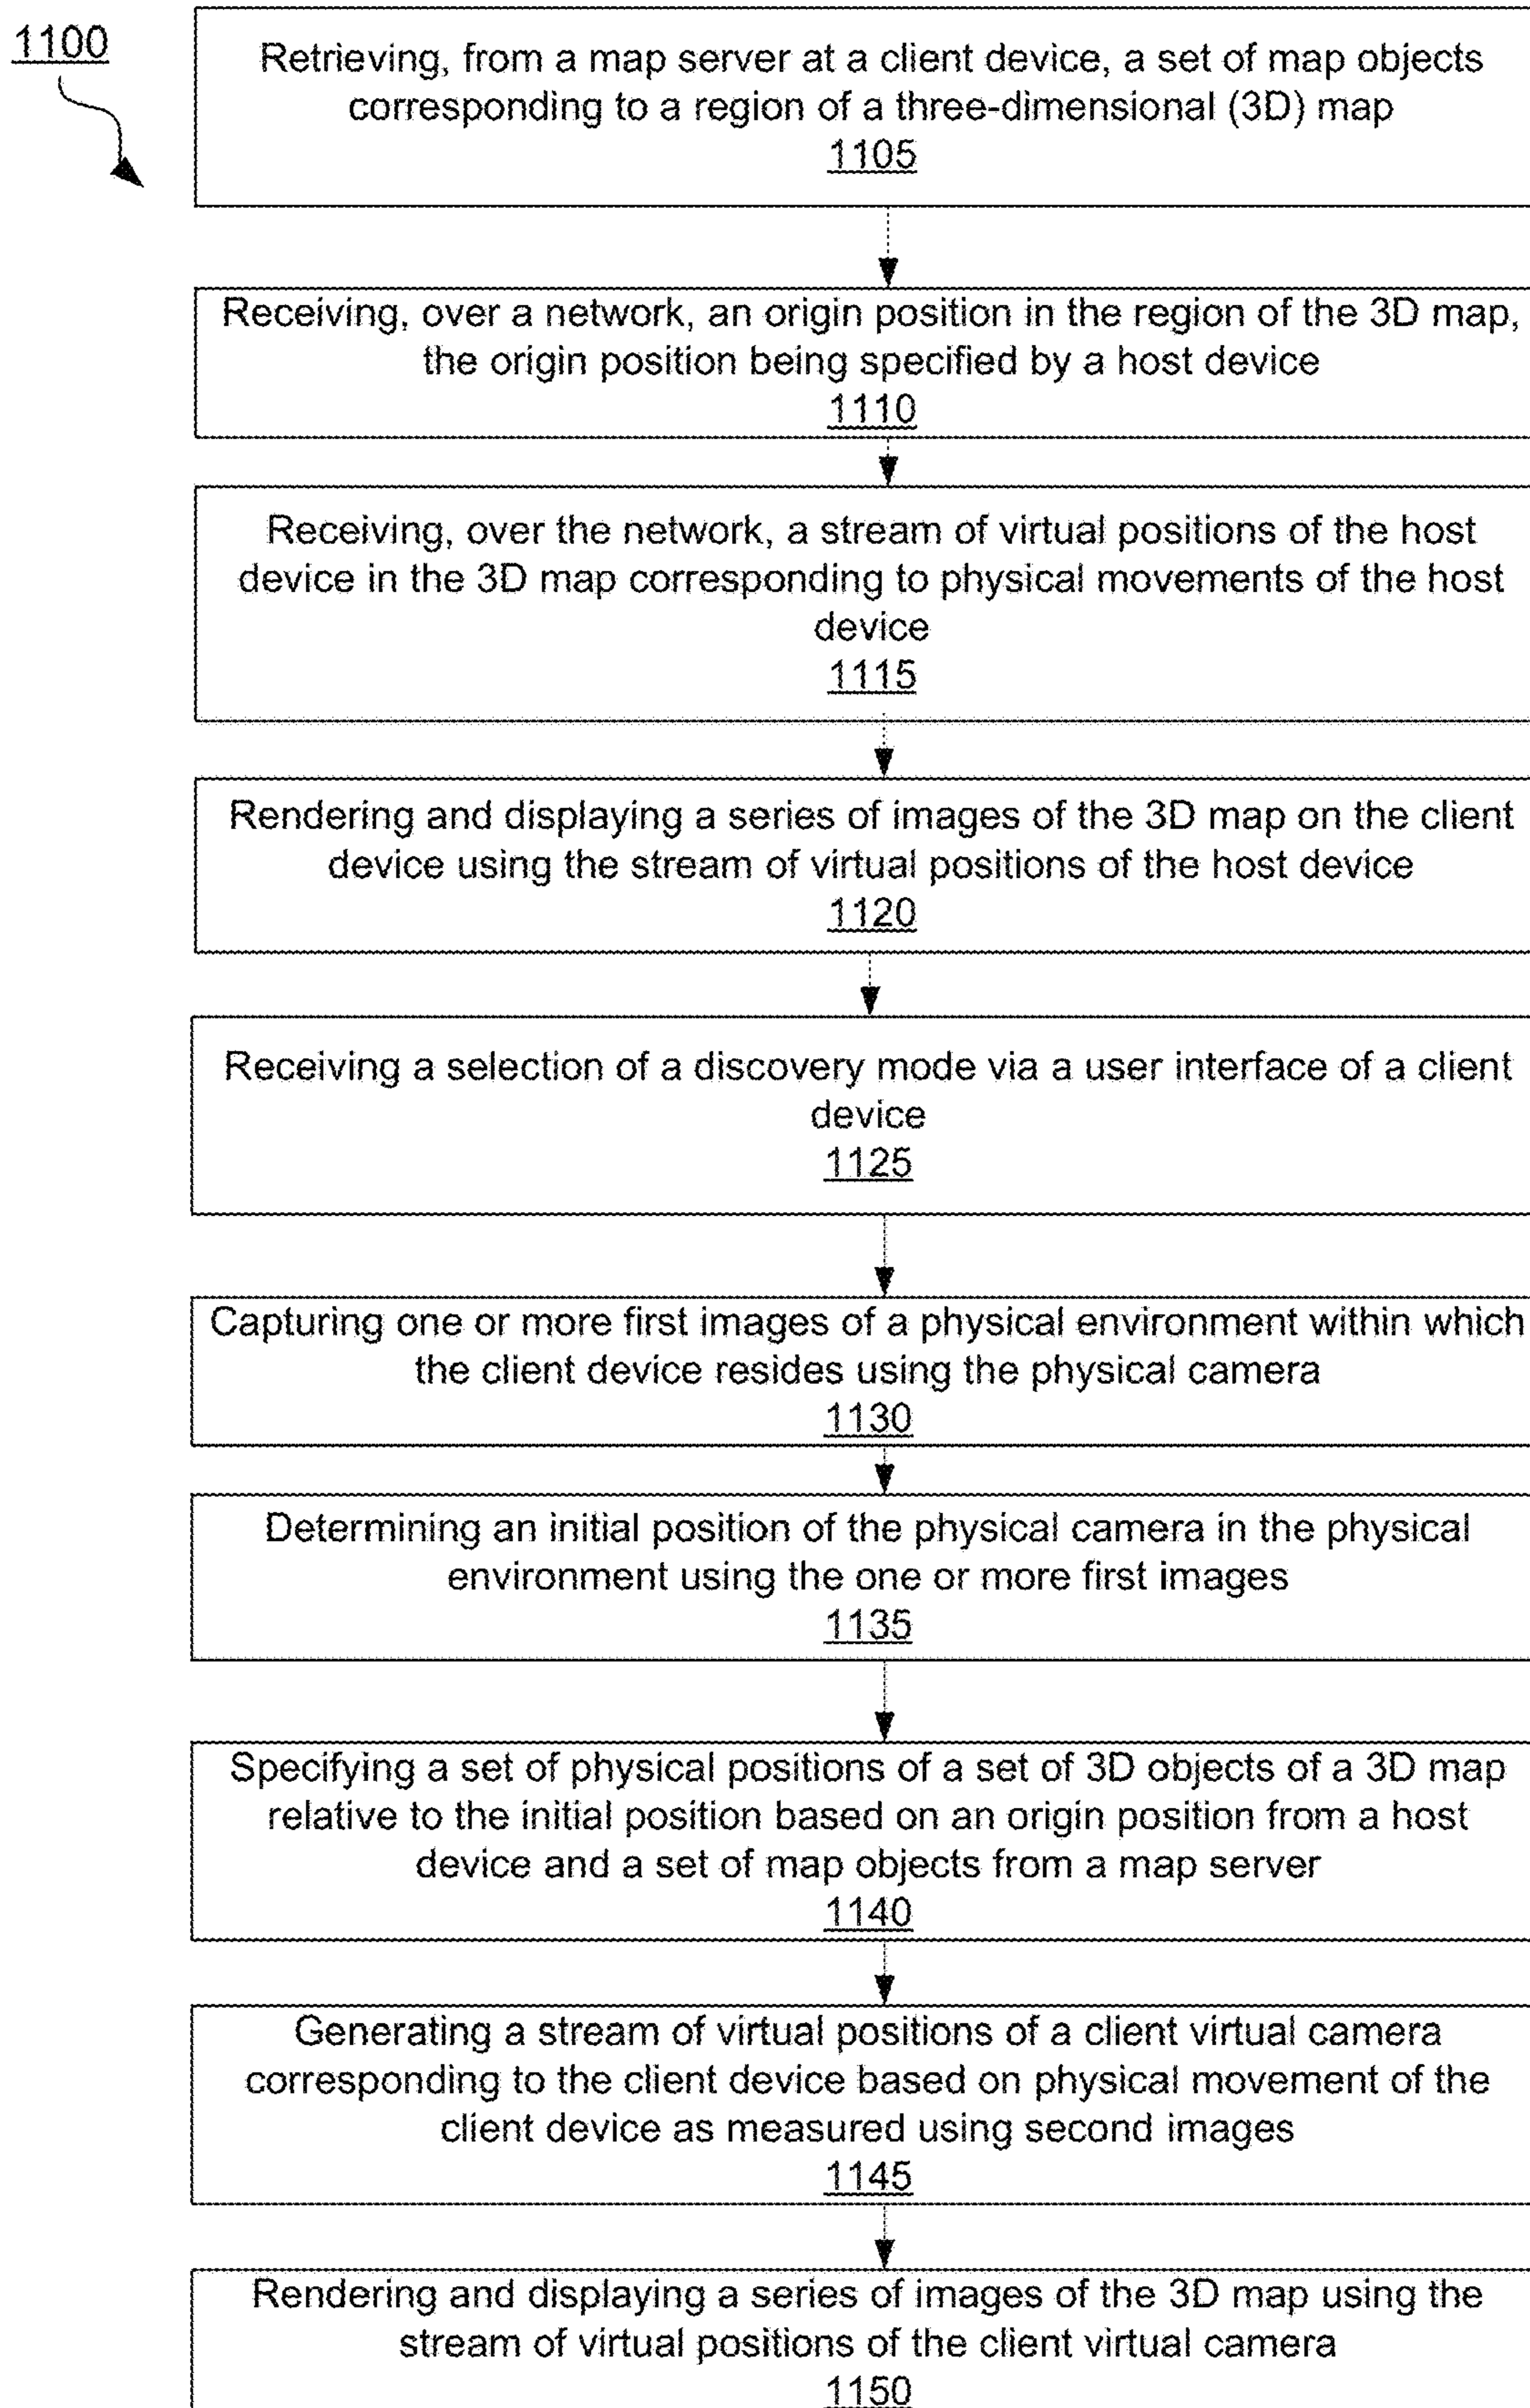 1100
Retrieving, from a map server at a client device, a set of map objects
corresponding to a region of a three-dimensional (3D) map
1105
Receiving, over a network, an origin position in the region of the 3D map,
the origin position being specified by a host device
1110
Receiving, over the network, a stream of virtual positions of the host
device in the 3D map corresponding to physical movements of the host
device
1115
Rendering and displaying a series of images of the 3D map on the client
device using the stream of virtual positions of the host device
1120
Receiving a selection of a discovery mode via a user interface of a client
device
1125
Capturing one or more first images of a physical environment within which
the client device resides using the physical camera
1130
Determining an initial position of the physical camera in the physical
environment using the one or more first images
1135
Specifying a set of physical positions of a set of 3D objects of a 3D map
relative to the initial position based on an origin position from a host
device and a set of map objects from a map server
1140
Generating a stream of virtual positions of a client virtual camera
corresponding to the client device based on physical movement of the
client device as measured using second images
1145
Rendering and displaying a series of images of the 3D map using the
stream of virtual positions of the client virtual camera
1150